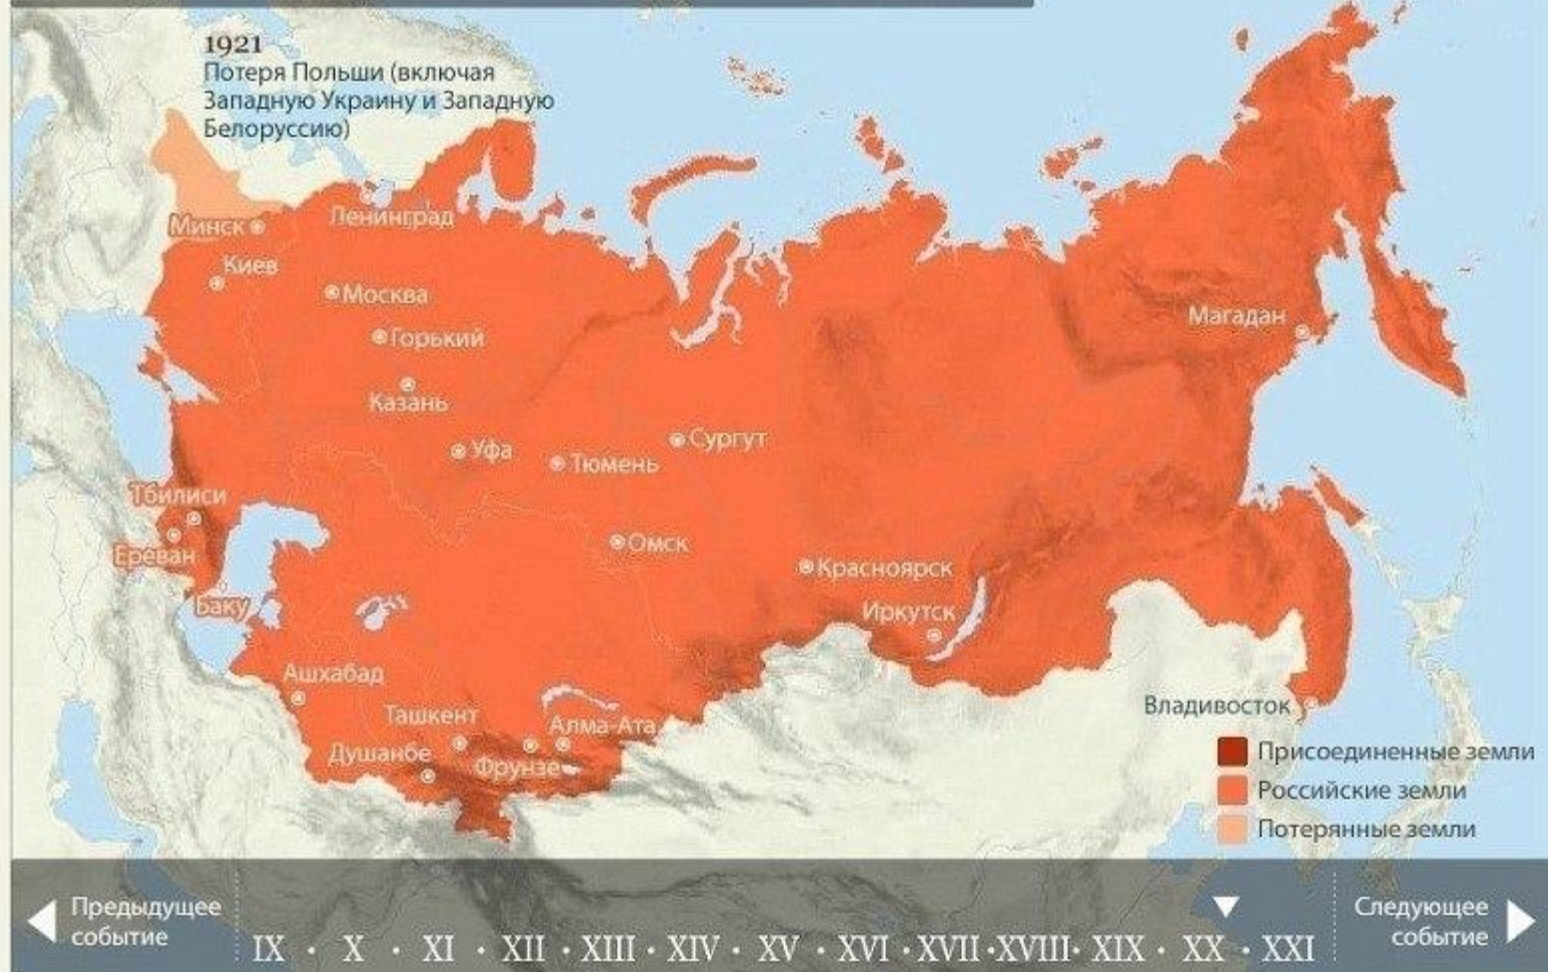 1921
Потеря Польши (включая
Западную Украину и Западную
Белоруссию)
Минск
Ленинград
Киев
Москва
Горький
Казань
Уфа
Тюмень
Сургут
Магадан
Тбилиси
Ереван
Баку
Омск
Красноярск
Иркутск
Ашхабад
Ташкент
Алма-Ата
Душанбе
Фрунзе
Владивосток
Присоединенные земли
Российские земли
Потерянные земли
Предыдущее
событие
IX · X · XI · XII · XIII · XIV · XV · XVI · XVII · XVIII · XIX · XX · XXI
Следующее
событие